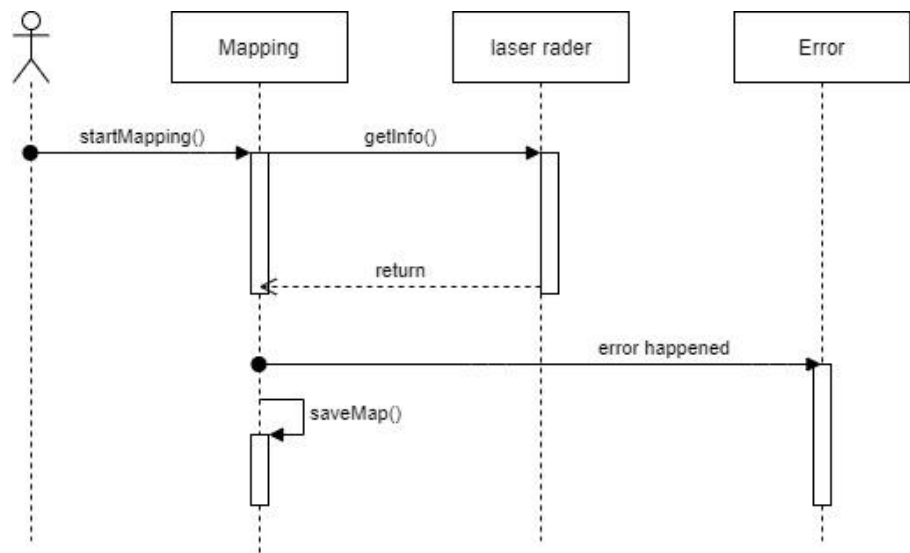 Mapping
laser rader
Error
startMapping()
getInfo()
return
error happened
saveMap()